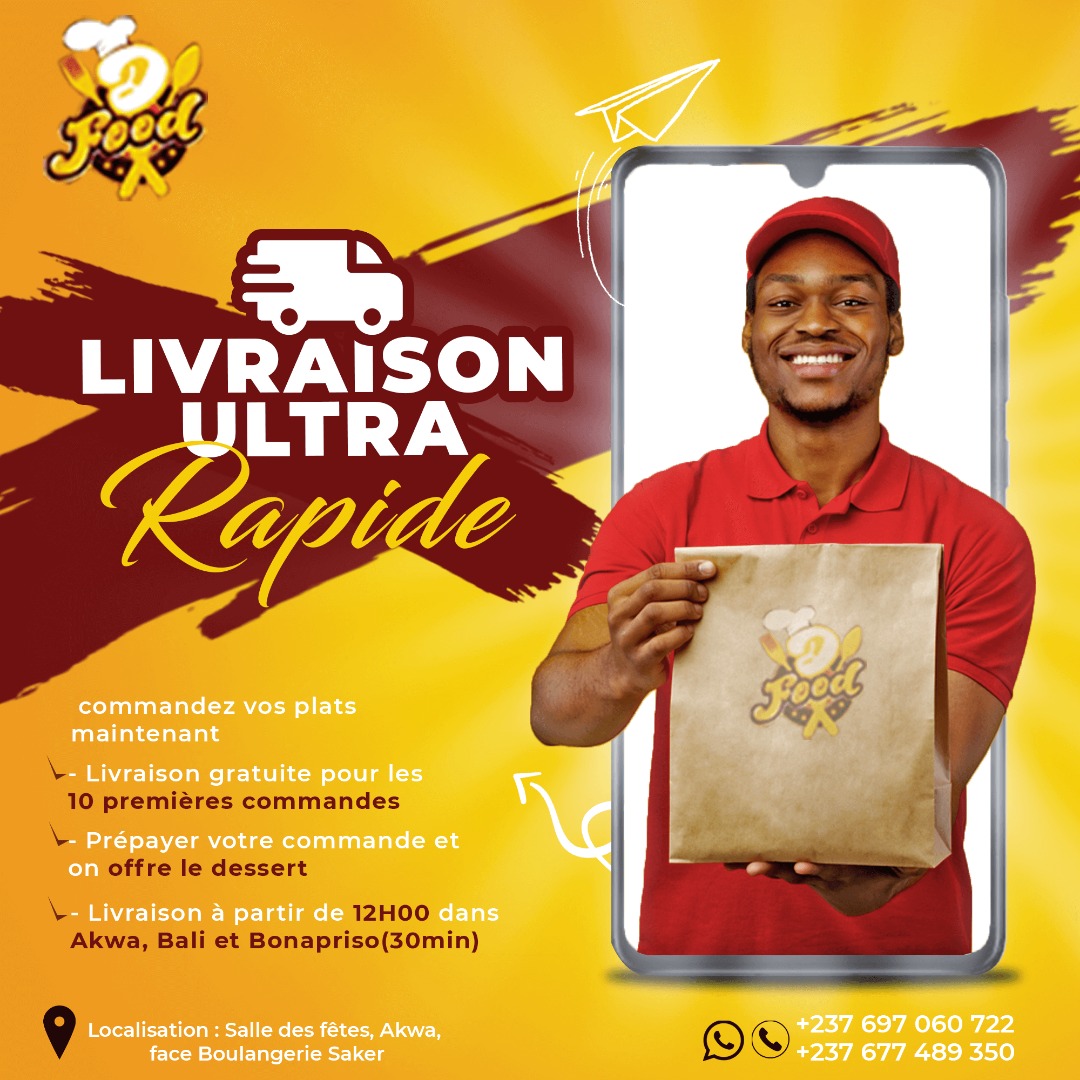 D
Food
LIVRAISON
ULTRA
Rapide
D
Food
commandez vos plats
maintenant
- Livraison gratuite pour les
10 premières commandes
- Prépayer votre commande et
on offre le dessert
- Livraison à partir de 12H00 dans
Akwa, Bali et Bonapriso(30min)
Localisation : Salle des fêtes, Akwa,
face Boulangerie Saker
+237 697 060 722
+237 677 489 350